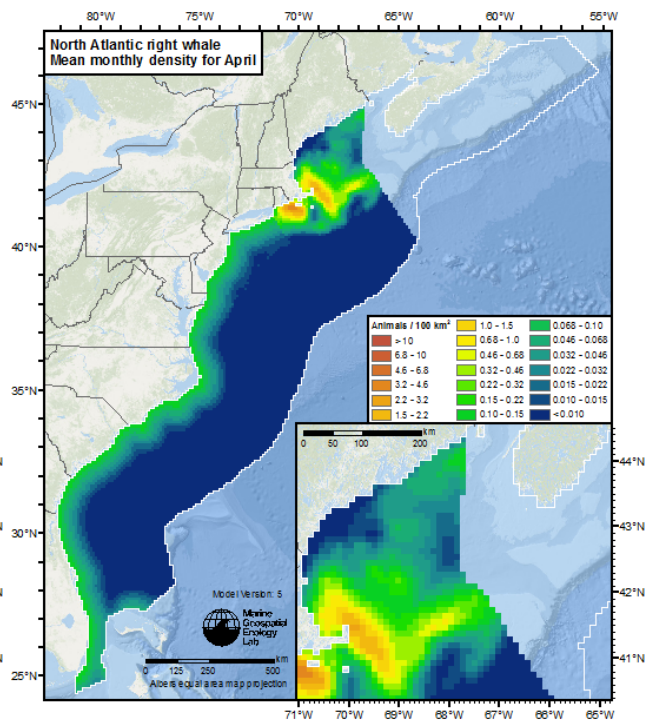 80°W 75°W 70°W 65°W 60°W 55°W
North Atlantic right whale
Mean monthly density for April
45°N
40°N
35°N
30°N
25°N
Animals / 100 km²
>10
6.8 - 10
4.6 - 6.8
3.2 - 4.6
2.2 - 3.2
1.5 - 2.2
1.0 - 1.5
0.68 - 1.0
0.46 - 0.68
0.32 - 0.46
0.22 - 0.32
0.15 - 0.22
0.10 - 0.15
0.068 - 0.10
0.046 - 0.068
0.032 - 0.046
0.022 - 0.032
0.015 - 0.022
0.010 - 0.015
<0.010
km
0 50 100 200
44°N
43°N
42°N
41°N
Model Version: 5
Marine
Geospatial
Ecology
Lab
km
0 125 250 500
Albers equal area map projection
71°W 70°W 69°W 68°W 67°W 66°W 65°W